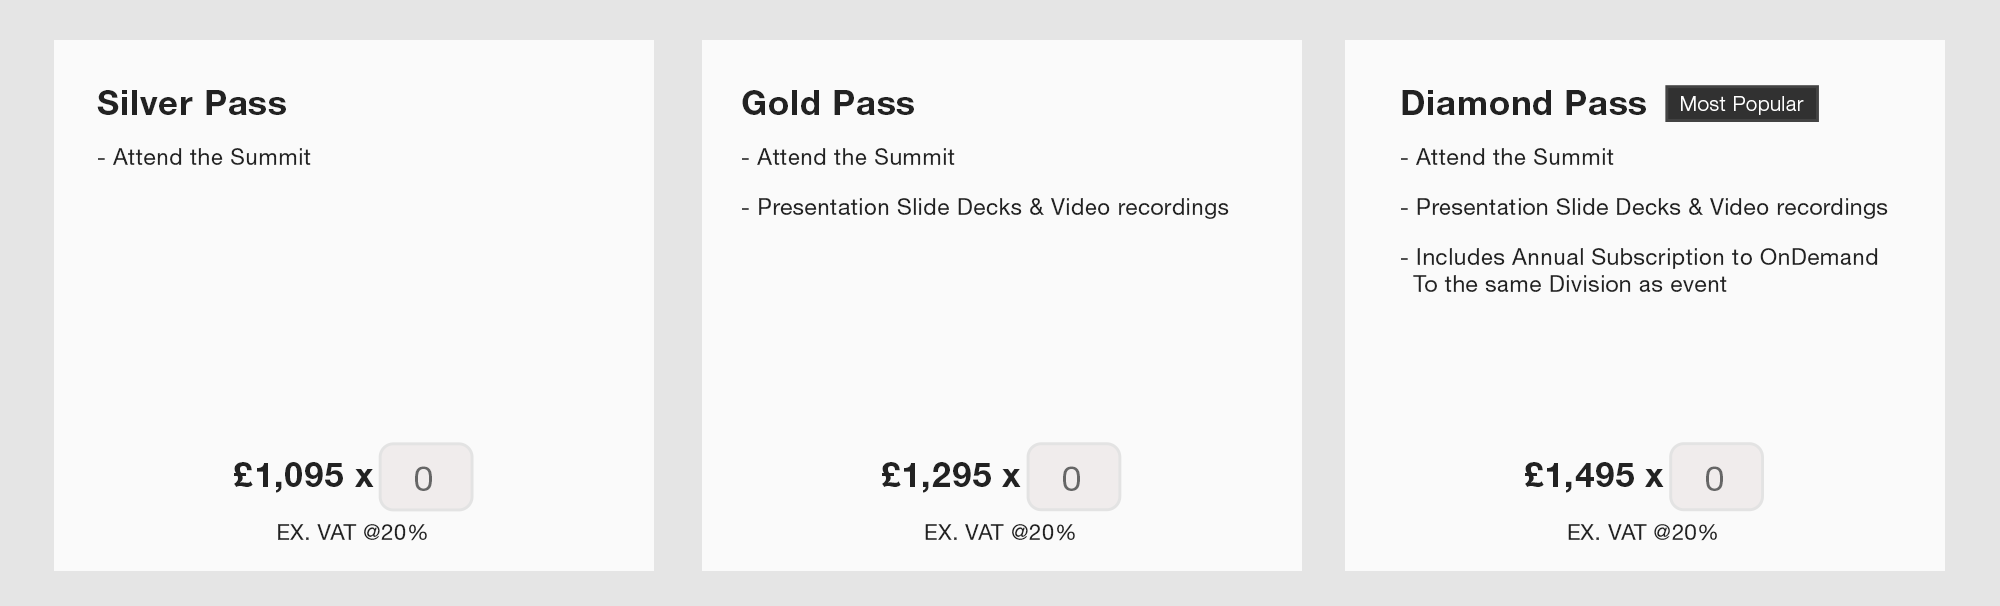 Silver Pass
- Attend the Summit
£1,095 x 0
EX. VAT @20%
Gold Pass
- Attend the Summit
- Presentation Slide Decks & Video recordings
£1,295 x 0
EX. VAT @20%
Diamond Pass Most Popular
- Attend the Summit
- Presentation Slide Decks & Video recordings
- Includes Annual Subscription to OnDemand
To the same Division as event
£1,495 x 0
EX. VAT @20%